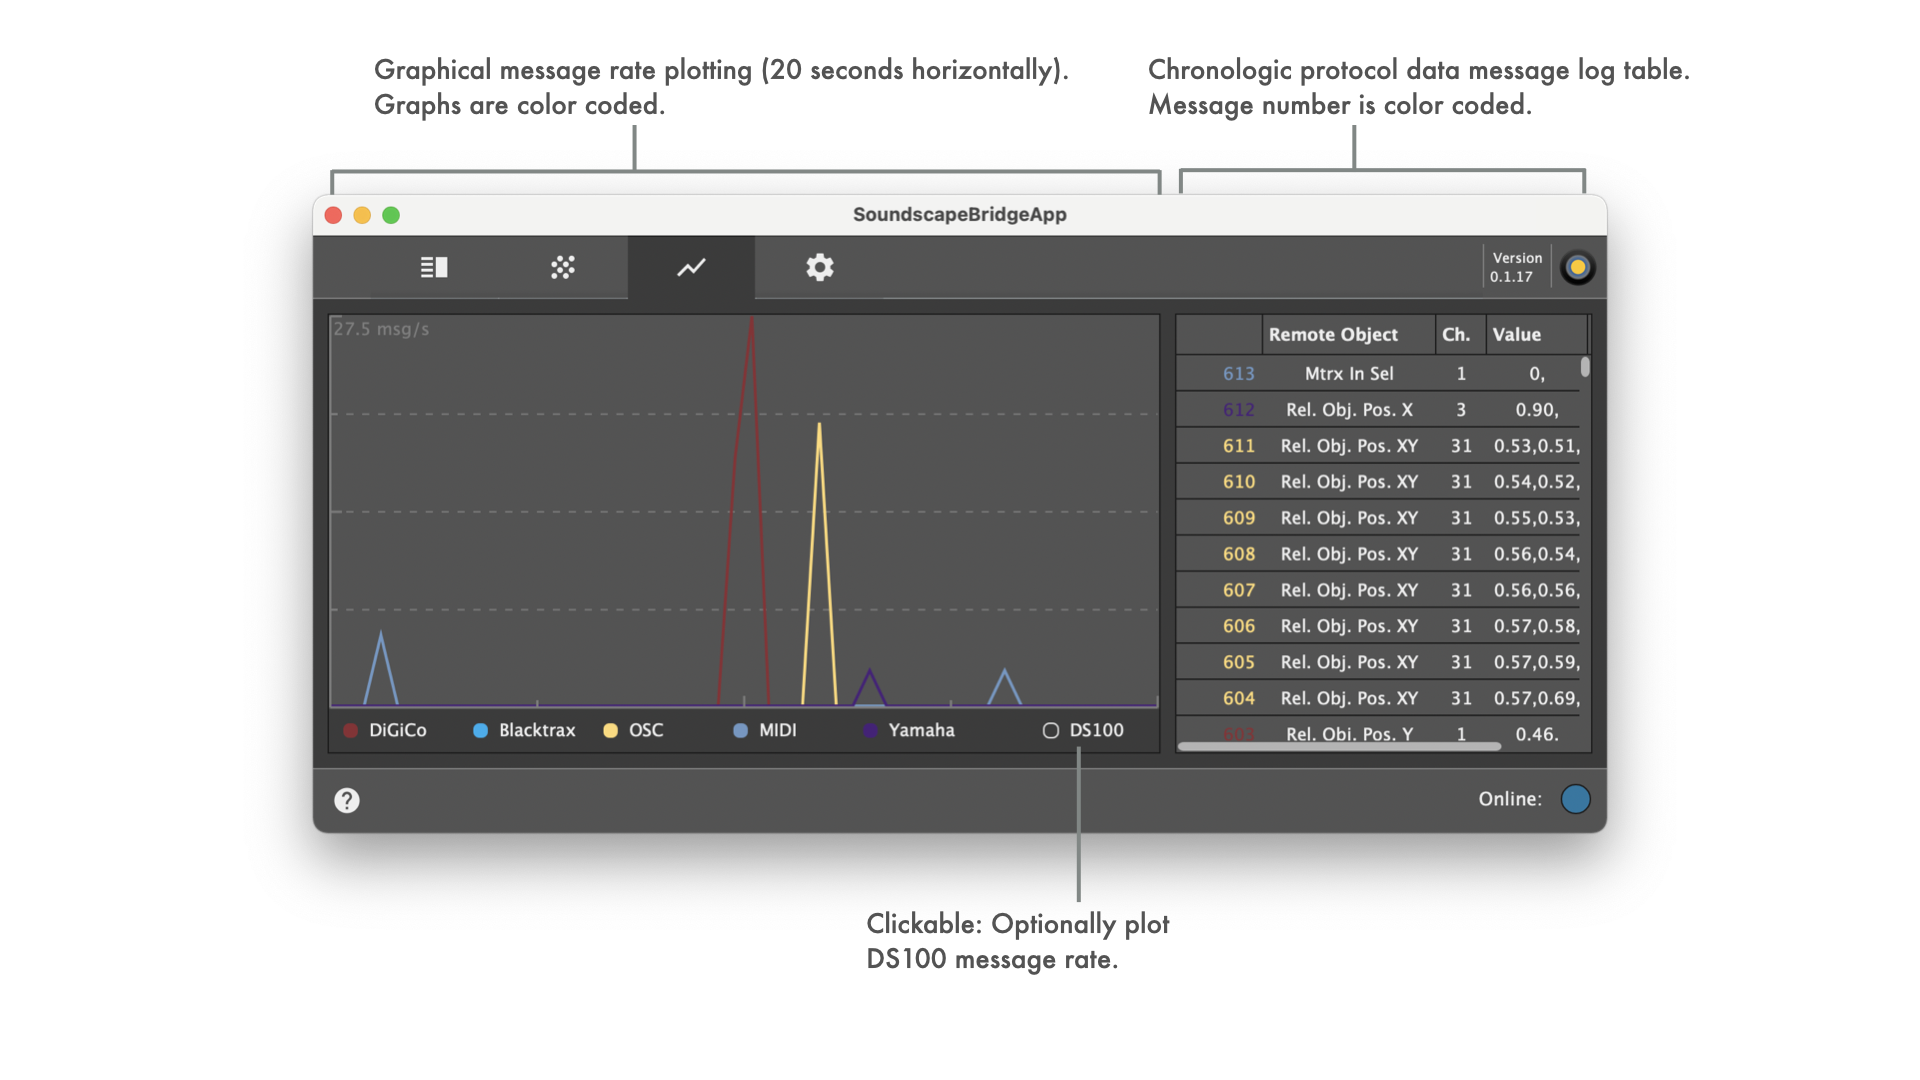 Graphical message rate plotting (20 seconds horizontally).
Graphs are color coded.
Chronologic protocol data message log table.
Message number is color coded.
SoundscapeBridgeApp
Version
0.1.17
27.5 msg/s
Remote Object Ch. Value
613 Mtrx In Sel 1 0,
612 Rel. Obj. Pos. X 3 0.90,
611 Rel. Obj. Pos. XY 31 0.53,0.51,
610 Rel. Obj. Pos. XY 31 0.54,0.52,
609 Rel. Obj. Pos. XY 31 0.55,0.53,
608 Rel. Obj. Pos. XY 31 0.56,0.54,
607 Rel. Obj. Pos. XY 31 0.56,0.56,
606 Rel. Obj. Pos. XY 31 0.57,0.58,
605 Rel. Obj. Pos. XY 31 0.57,0.59,
604 Rel. Obj. Pos. XY 31 0.57,0.69,
603 Rel. Obj. Pos. Y 1 0.46,
DiGiCo Blacktrax OSC MIDI Yamaha DS100
?
Online:
Clickable: Optionally plot
DS100 message rate.